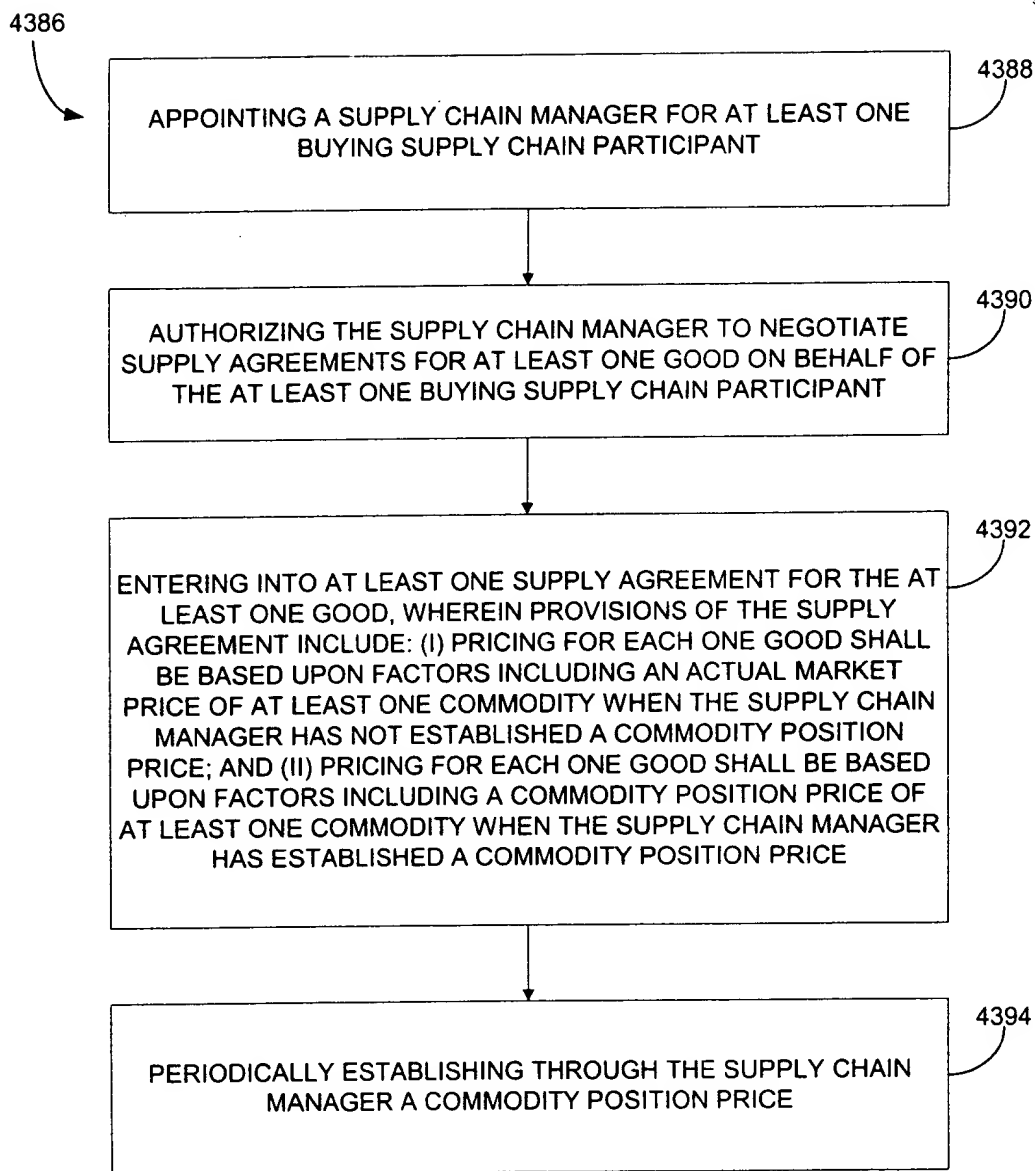 4386
4388
APPOINTING A SUPPLY CHAIN MANAGER FOR AT LEAST ONE
BUYING SUPPLY CHAIN PARTICIPANT
4390
AUTHORIZING THE SUPPLY CHAIN MANAGER TO NEGOTIATE
SUPPLY AGREEMENTS FOR AT LEAST ONE GOOD ON BEHALF OF
THE AT LEAST ONE BUYING SUPPLY CHAIN PARTICIPANT
4392
ENTERING INTO AT LEAST ONE SUPPLY AGREEMENT FOR THE AT
LEAST ONE GOOD, WHEREIN PROVISIONS OF THE SUPPLY
AGREEMENT INCLUDE: (I) PRICING FOR EACH ONE GOOD SHALL
BE BASED UPON FACTORS INCLUDING AN ACTUAL MARKET
PRICE OF AT LEAST ONE COMMODITY WHEN THE SUPPLY CHAIN
MANAGER HAS NOT ESTABLISHED A COMMODITY POSITION
PRICE; AND (II) PRICING FOR EACH ONE GOOD SHALL BE BASED
UPON FACTORS INCLUDING A COMMODITY POSITION PRICE OF
AT LEAST ONE COMMODITY WHEN THE SUPPLY CHAIN MANAGER
HAS ESTABLISHED A COMMODITY POSITION PRICE
4394
PERIODICALLY ESTABLISHING THROUGH THE SUPPLY CHAIN
MANAGER A COMMODITY POSITION PRICE